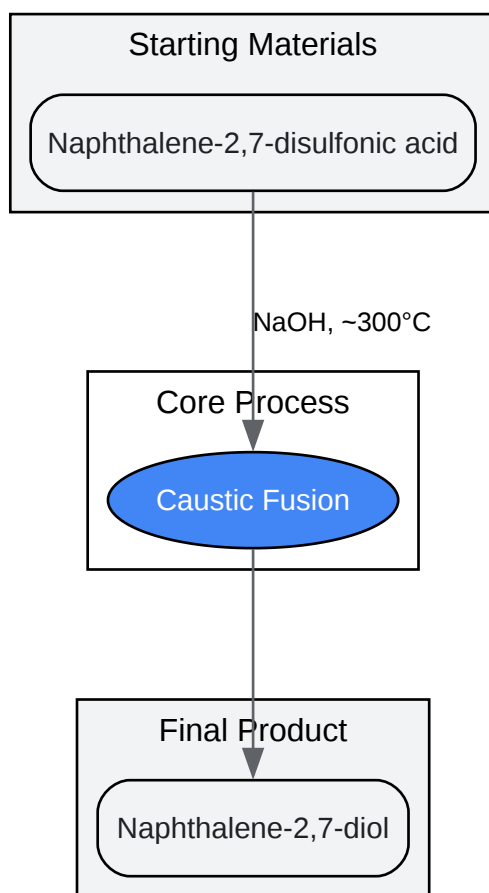 Starting Materials
Naphthalene-2,7-disulfonic acid
NaOH, ~300°C
Core Process
Caustic Fusion
Final Product
Naphthalene-2,7-diol